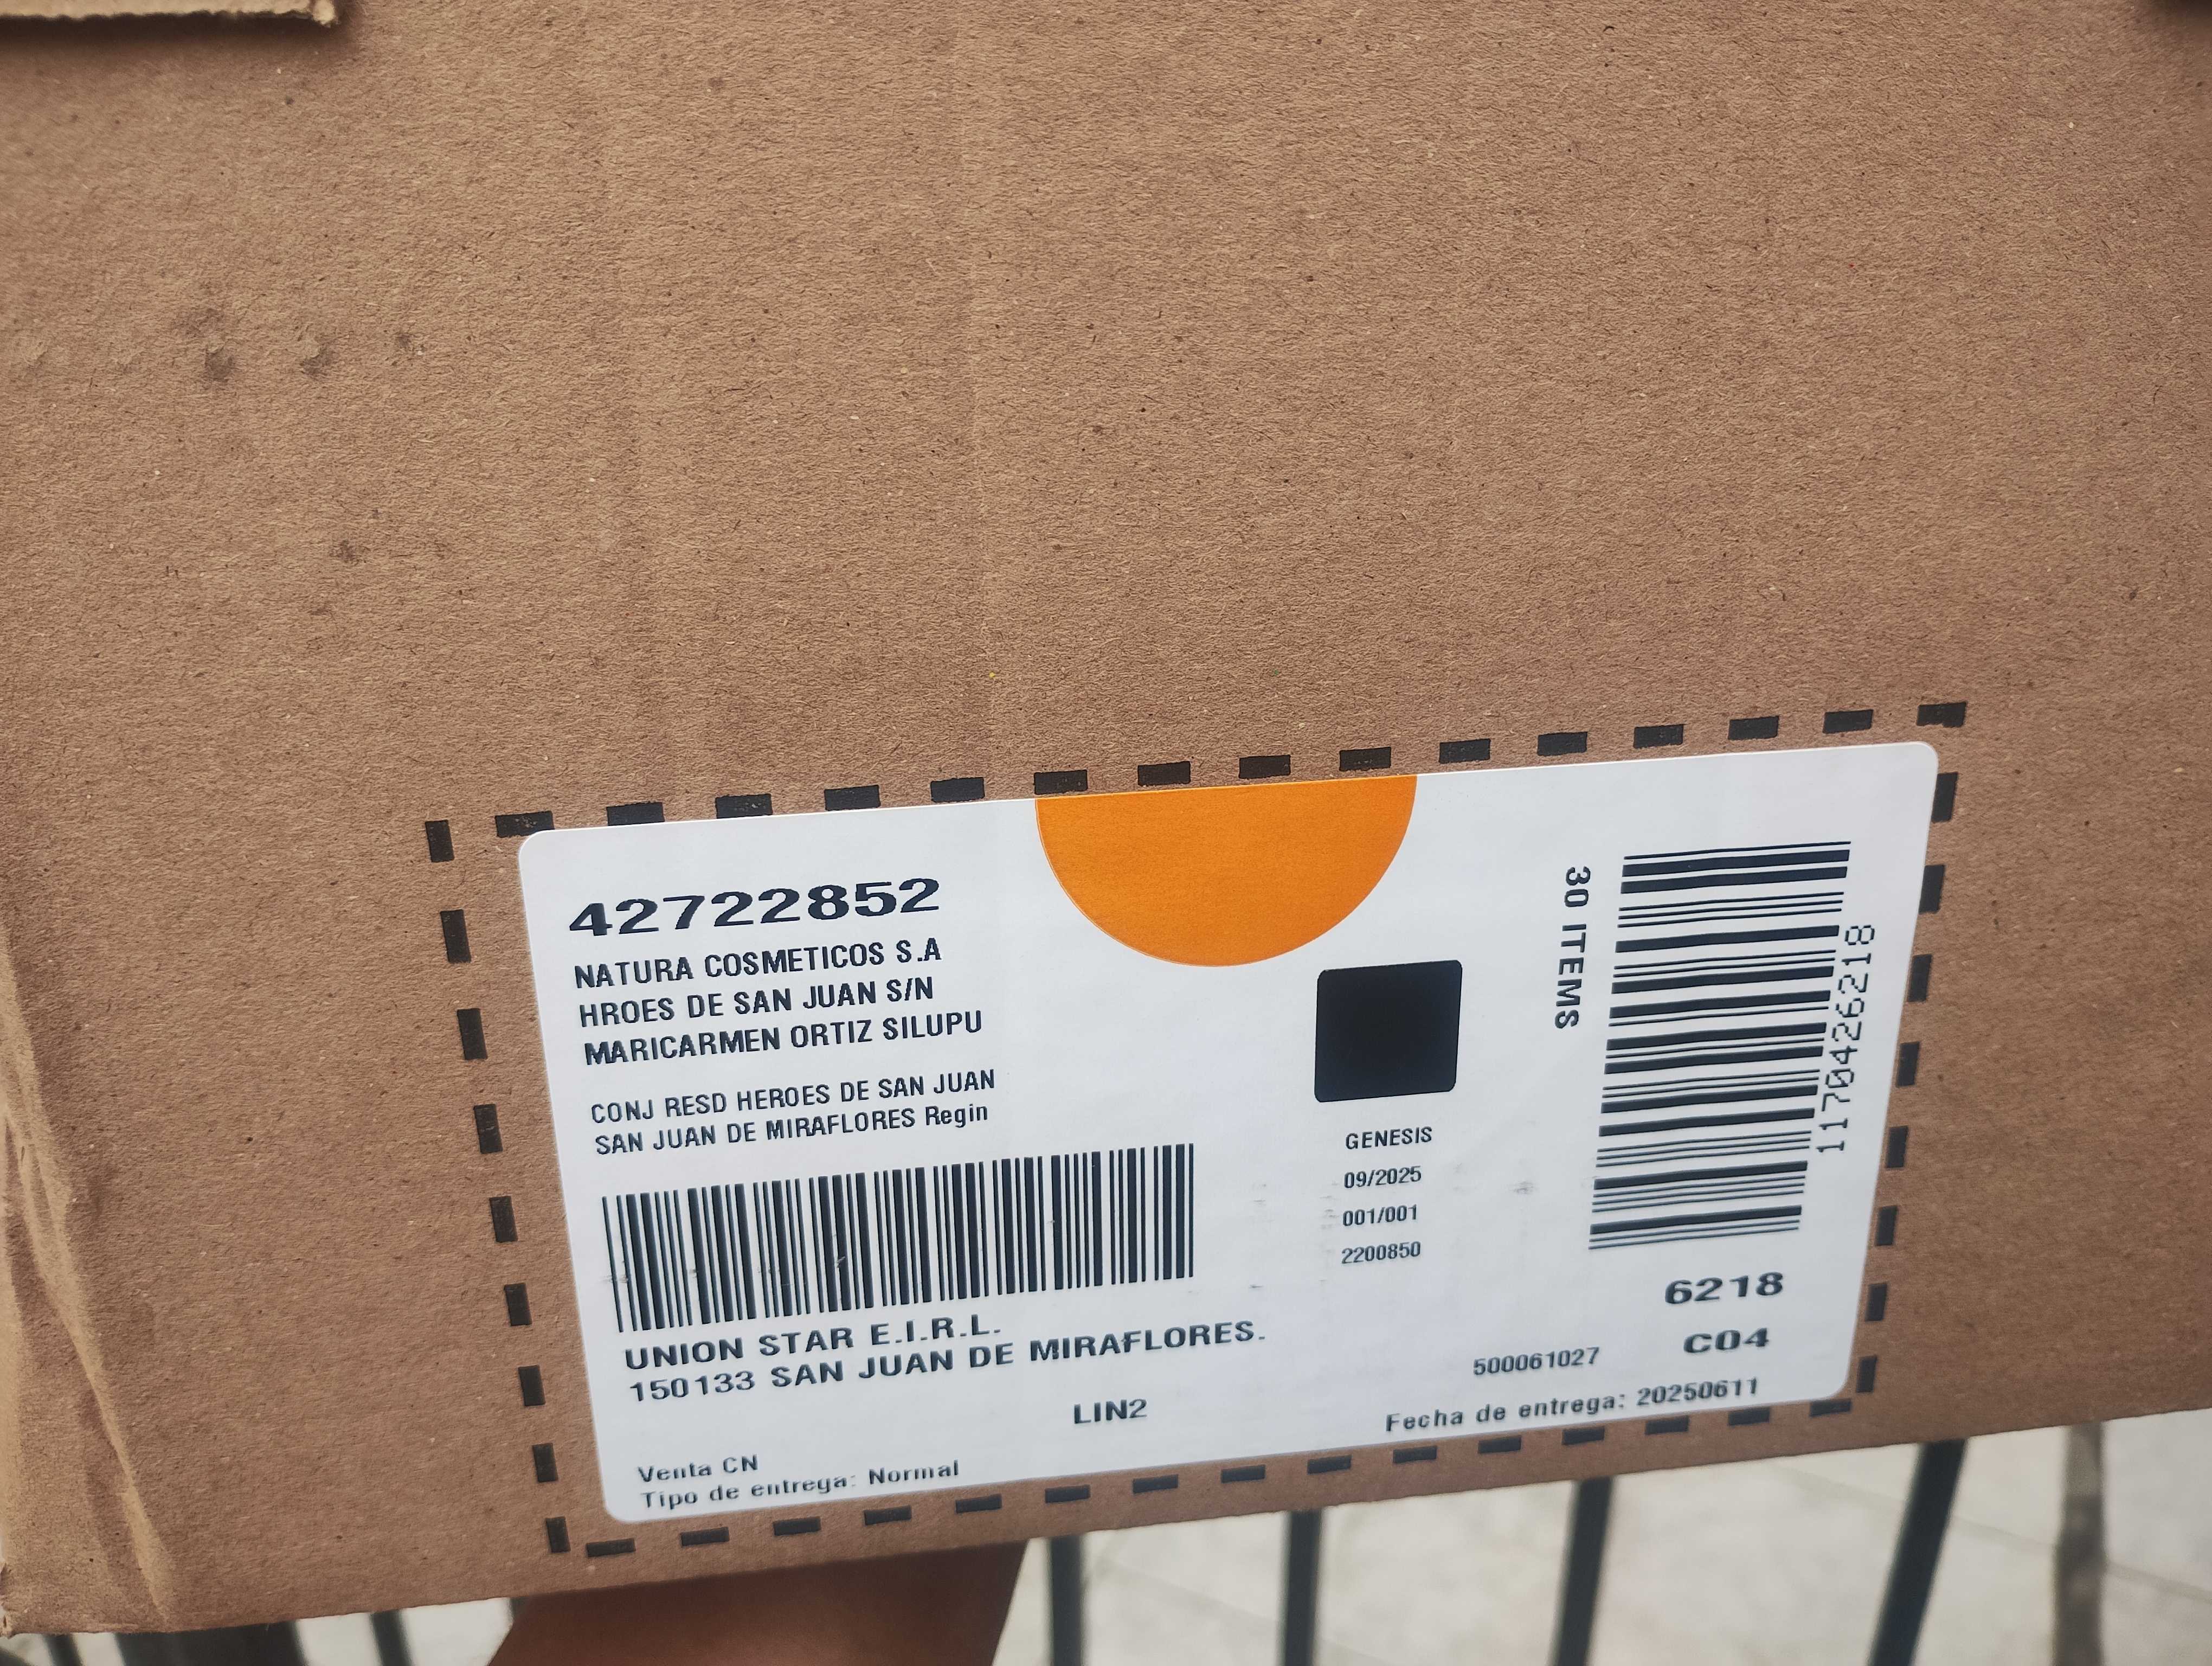 42722852
NATURA COSMETICOS S.A
HROES DE SAN JUAN S/N
MARICARMEN ORTIZ SILUPU
CONJ RESD HEROES DE SAN JUAN
SAN JUAN DE MIRAFLORES Regin
UNION STAR E.I.R.L.
150133 SAN JUAN DE MIRAFLORES.
LIN2
Venta CN
Tipo de entrega: Normal
GENESIS
09/2025
001/001
2200850
30 ITEMS
1170426218
6218
C04
500061027
Fecha de entrega: 20250611